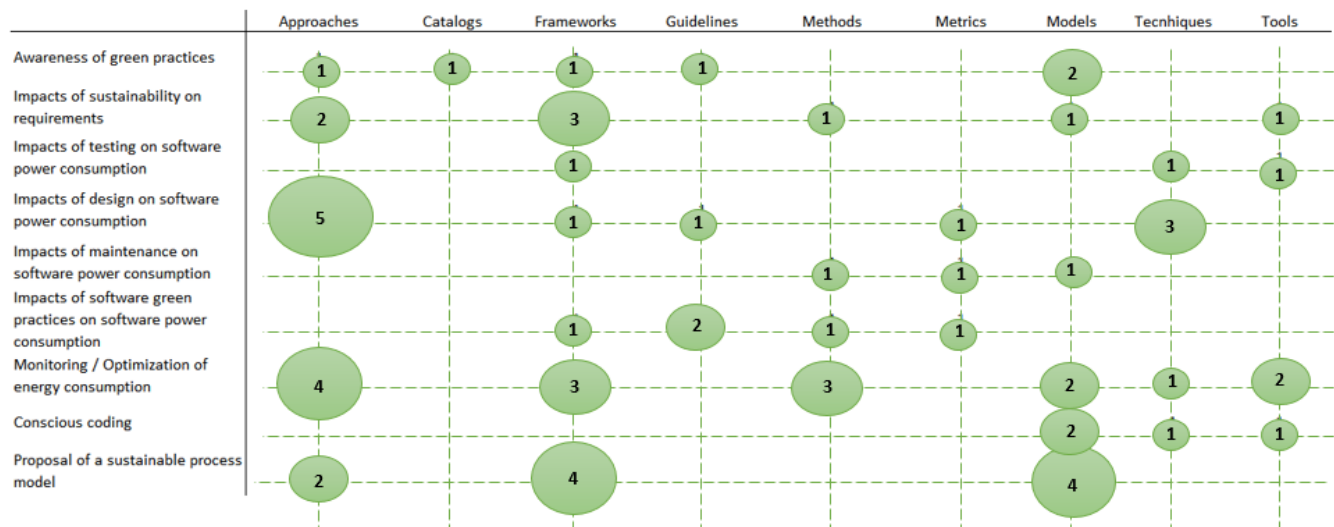 Approaches Catalogs Frameworks Guidelines Methods Metrics Models Tecnhiques Tools
Awareness of green practices
1 1 1 1 2
Impacts of sustainability on
requirements
2 3 1 1 1
Impacts of testing on software
power consumption
1 1 1
Impacts of design on software
power consumption
5 1 1 1 3
Impacts of maintenance on
software power consumption
1 1 1
Impacts of software green
practices on software power
consumption
1 2 1 1
Monitoring / Optimization of
energy consumption
4 3 3 2 1 2
Conscious coding
2 1 1
Proposal of a sustainable process
model
2 4 4